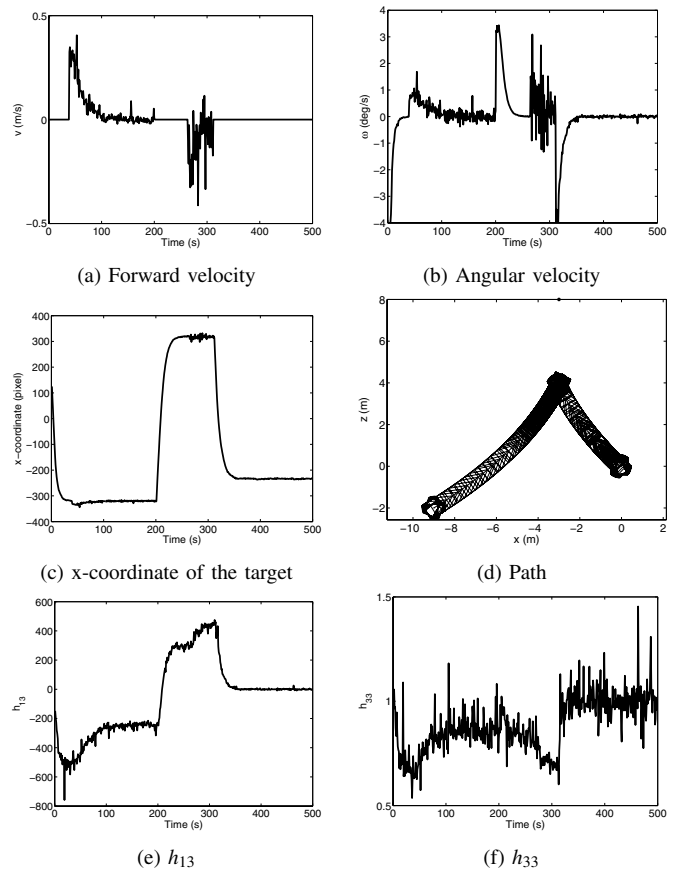 0.5
0
−0.5
0 100 200 300 400 500
v (m/s)
Time (s)
(a) Forward velocity
4
3
2
1
0
−1
−2
−3
−4
0 100 200 300 400 500
ω (deg/s)
Time (s)
(b) Angular velocity
400
300
200
100
0
−100
−200
−300
−400
0 100 200 300 400 500
x−coordinate (pixel)
Time (s)
(c) x-coordinate of the target
8
6
4
2
0
−2
−10 −8 −6 −4 −2 0 2
z (m)
x (m)
(d) Path
600
400
200
0
−200
−400
−600
−800
0 100 200 300 400 500
h13
Time (s)
(e) h13
1.5
1
0.5
0 100 200 300 400 500
h33
Time (s)
(f) h33